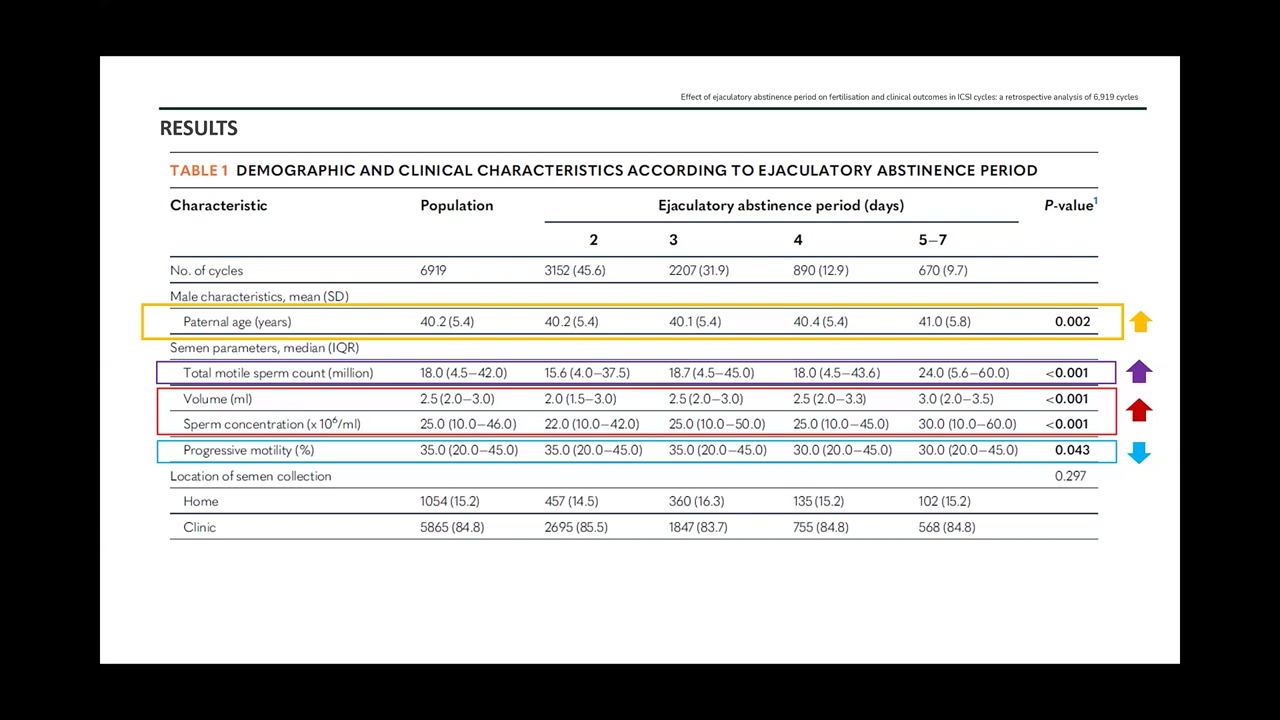 Effect of ejaculatory abstinence period on fertilisation and clinical outcomes in ICSI cycles: a retrospective analysis of 6,919 cycles
RESULTS
TABLE 1 DEMOGRAPHIC AND CLINICAL CHARACTERISTICS ACCORDING TO EJACULATORY ABSTINENCE PERIOD
Characteristic Population Ejaculatory abstinence period (days) P-value¹
2 3 4 5–7
No. of cycles 6919 3152 (45.6) 2207 (31.9) 890 (12.9) 670 (9.7)
Male characteristics, mean (SD)
Paternal age (years) 40.2 (5.4) 40.2 (5.4) 40.1 (5.4) 40.4 (5.4) 41.0 (5.8) 0.002
Semen parameters, median (IQR)
Total motile sperm count (million) 18.0 (4.5–42.0) 15.6 (4.0–37.5) 18.7 (4.5–45.0) 18.0 (4.5–43.6) 24.0 (5.6–60.0) <0.001
Volume (ml) 2.5 (2.0–3.0) 2.0 (1.5–3.0) 2.5 (2.0–3.0) 2.5 (2.0–3.3) 3.0 (2.0–3.5) <0.001
Sperm concentration (x 10⁶/ml) 25.0 (10.0–46.0) 22.0 (10.0–42.0) 25.0 (10.0–50.0) 25.0 (10.0–45.0) 30.0 (10.0–60.0) <0.001
Progressive motility (%) 35.0 (20.0–45.0) 35.0 (20.0–45.0) 35.0 (20.0–45.0) 30.0 (20.0–45.0) 30.0 (20.0–45.0) 0.043
Location of semen collection 0.297
Home 1054 (15.2) 457 (14.5) 360 (16.3) 135 (15.2) 102 (15.2)
Clinic 5865 (84.8) 2695 (85.5) 1847 (83.7) 755 (84.8) 568 (84.8)